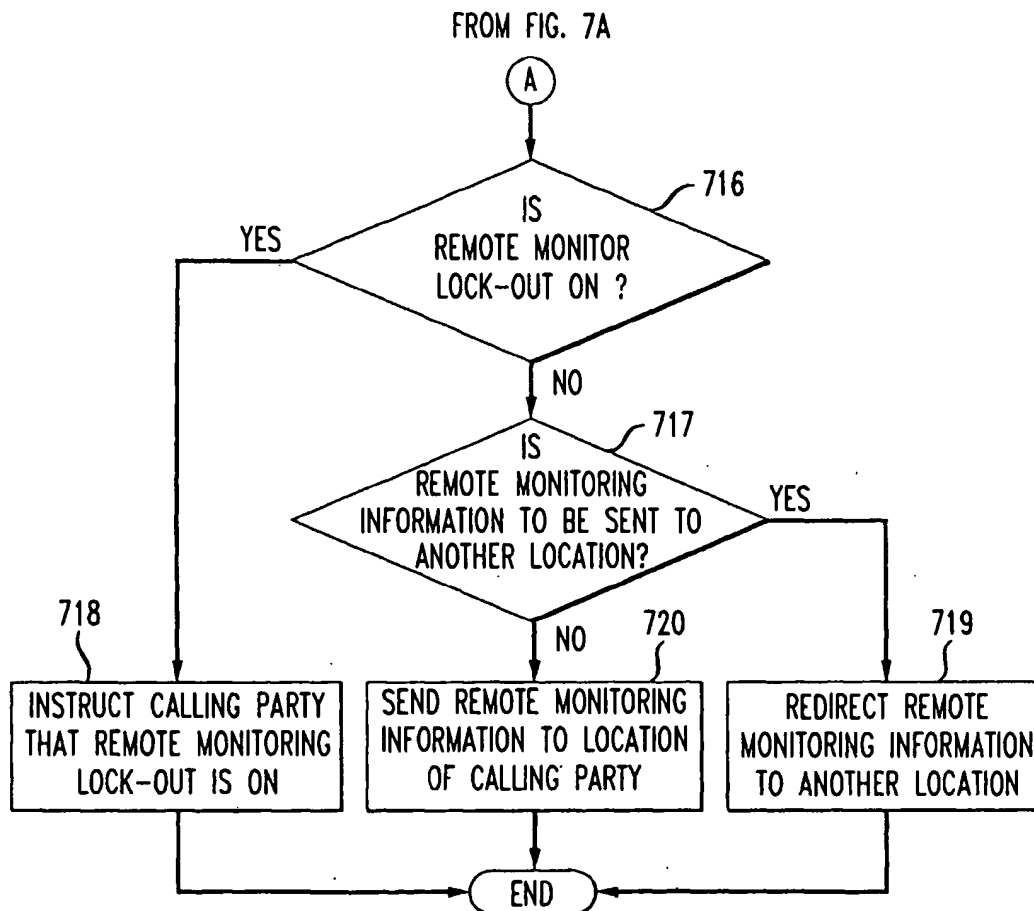 FROM FIG. 7A
A
716
IS
REMOTE MONITOR
LOCK-OUT ON ?
YES
NO
717
IS
REMOTE MONITORING
INFORMATION TO BE SENT TO
ANOTHER LOCATION?
YES
NO
718
INSTRUCT CALLING PARTY
THAT REMOTE MONITORING
LOCK-OUT IS ON
720
SEND REMOTE MONITORING
INFORMATION TO LOCATION
OF CALLING PARTY
719
REDIRECT REMOTE
MONITORING INFORMATION
TO ANOTHER LOCATION
END